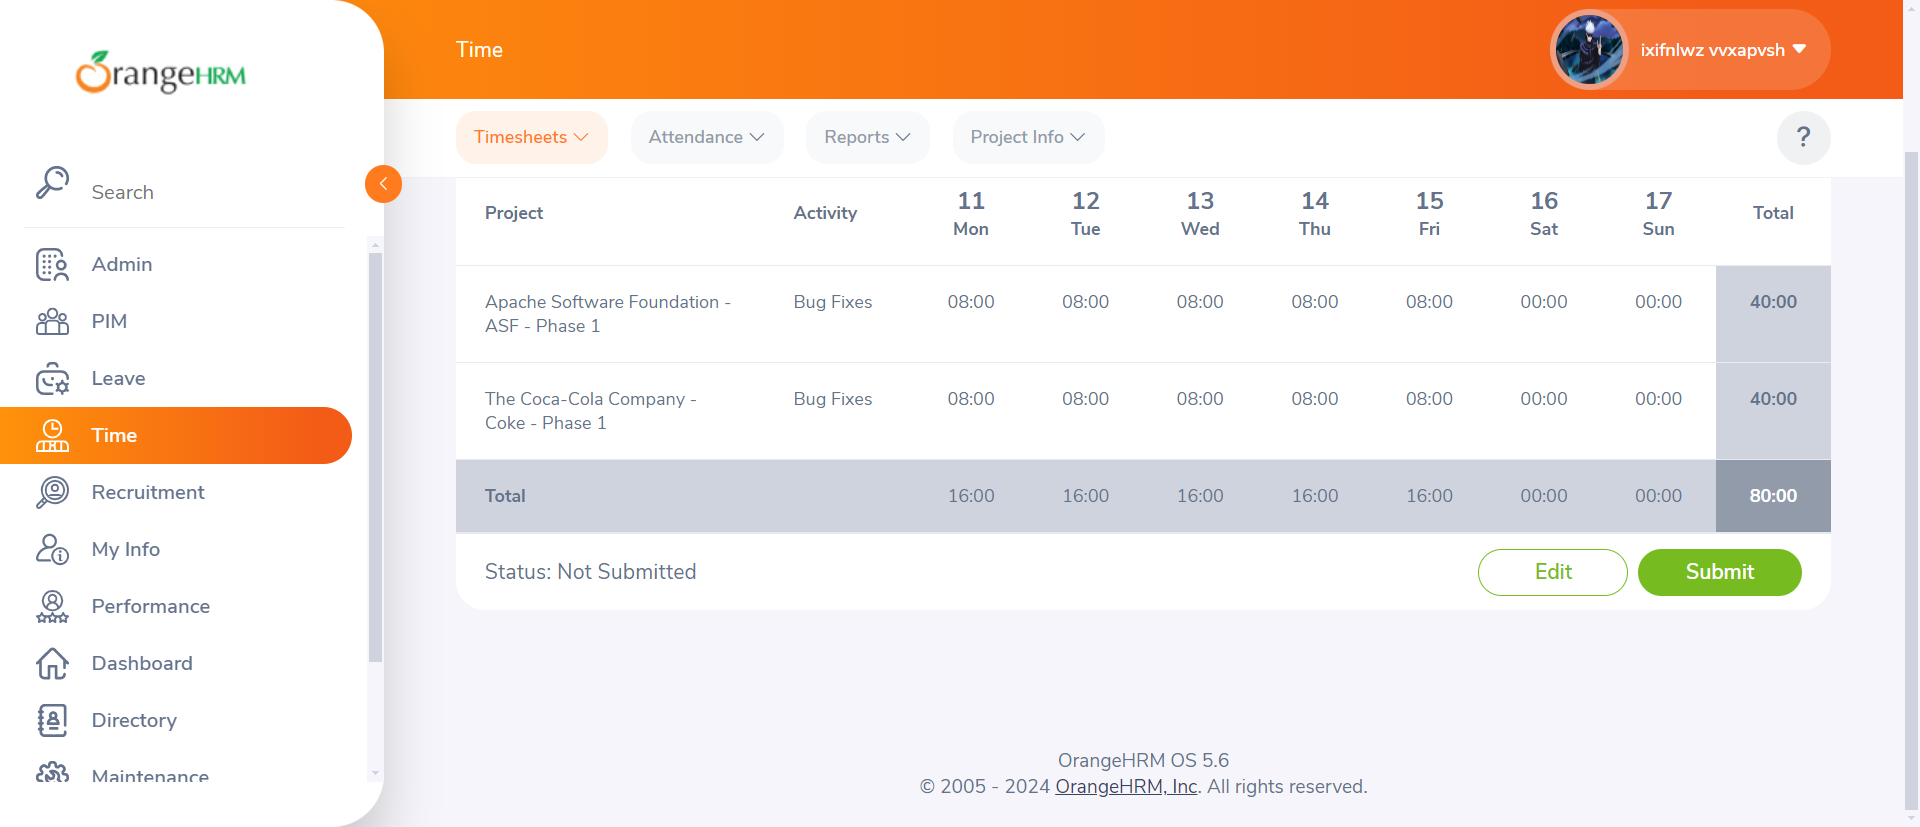 OrangeHRM
Time
ixifnlwz vvxapvsh
Timesheets
Attendance
Reports
Project Info
?
Search
Admin
PIM
Leave
Time
Recruitment
My Info
Performance
Dashboard
Directory
Maintenance
Project Activity 11 12 13 14 15 16 17 Total
Mon Tue Wed Thu Fri Sat Sun
Apache Software Foundation - Bug Fixes 08:00 08:00 08:00 08:00 08:00 00:00 00:00 40:00
ASF - Phase 1
The Coca-Cola Company - Bug Fixes 08:00 08:00 08:00 08:00 08:00 00:00 00:00 40:00
Coke - Phase 1
Total 16:00 16:00 16:00 16:00 16:00 00:00 00:00 80:00
Status: Not Submitted
Edit
Submit
OrangeHRM OS 5.6
© 2005 - 2024 OrangeHRM, Inc. All rights reserved.